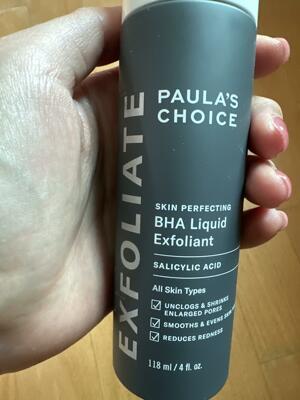 EXFOLIATE
PAULA'S
CHOICE
SKIN PERFECTING
BHA Liquid
Exfoliant
SALICYLIC ACID
All Skin Types
UNCLOGS & SHRINKS
ENLARGED PORES
SMOOTHS & EVENS
REDUCES REDNESS
118 ml / 4 fl. oz.